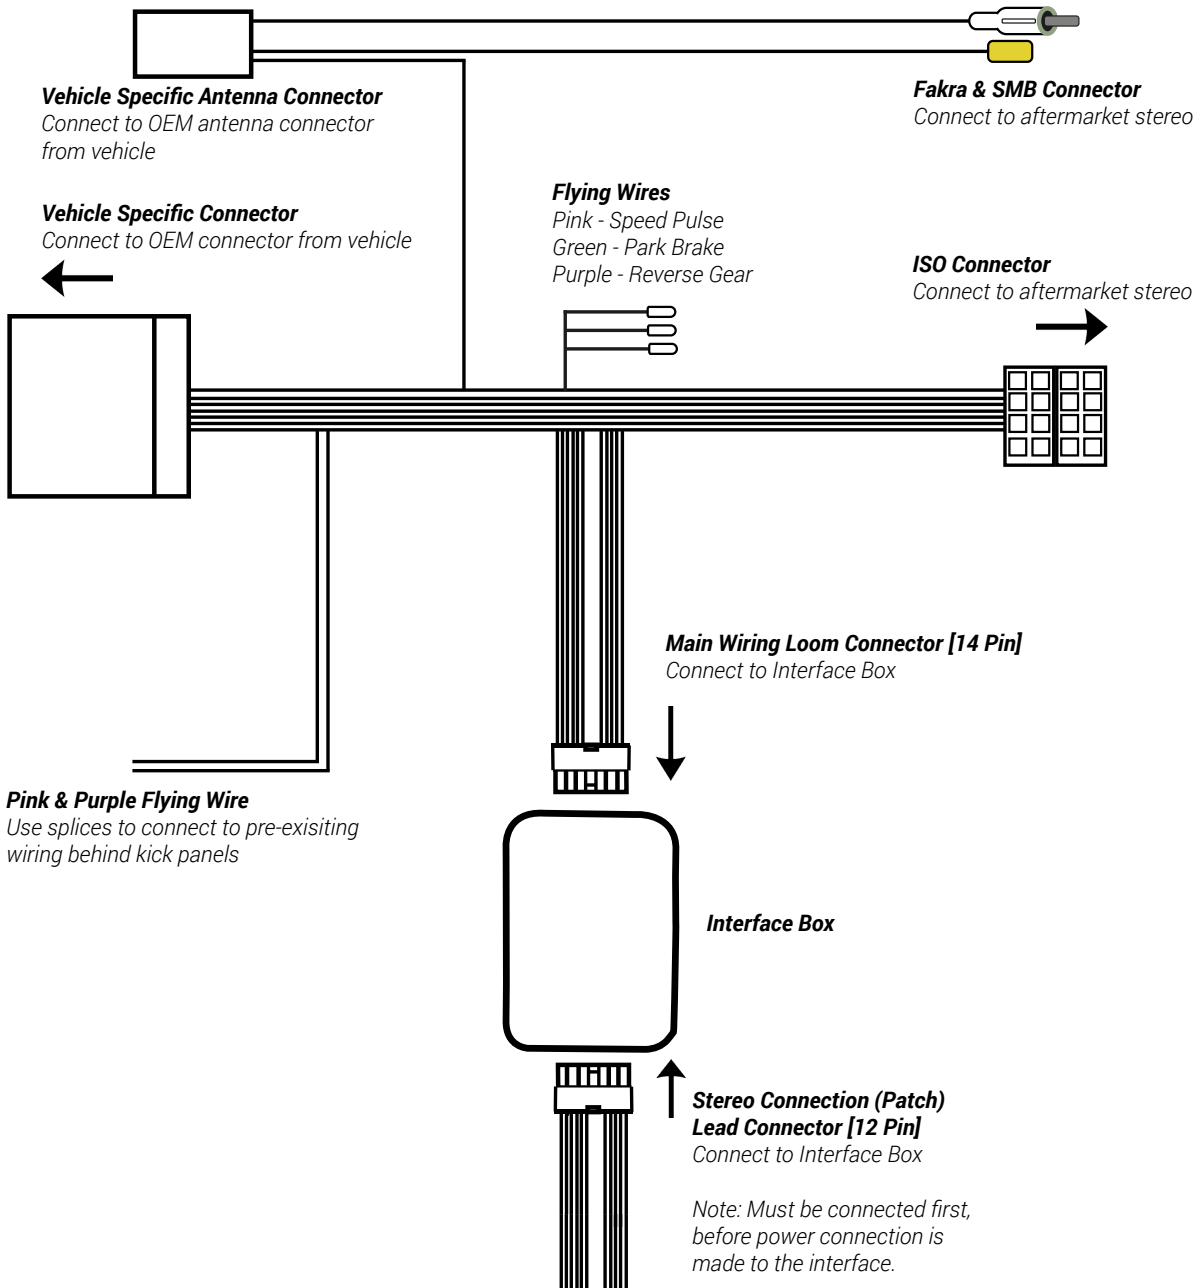 Vehicle Specific Antenna Connector
Connect to OEM antenna connector
from vehicle
Fakra & SMB Connector
Connect to aftermarket stereo
Vehicle Specific Connector
Connect to OEM connector from vehicle
Flying Wires
Pink - Speed Pulse
Green - Park Brake
Purple - Reverse Gear
ISO Connector
Connect to aftermarket stereo
Main Wiring Loom Connector [14 Pin]
Connect to Interface Box
Pink & Purple Flying Wire
Use splices to connect to pre-exisiting
wiring behind kick panels
Interface Box
Stereo Connection (Patch)
Lead Connector [12 Pin]
Connect to Interface Box
Note: Must be connected first,
before power connection is
made to the interface.